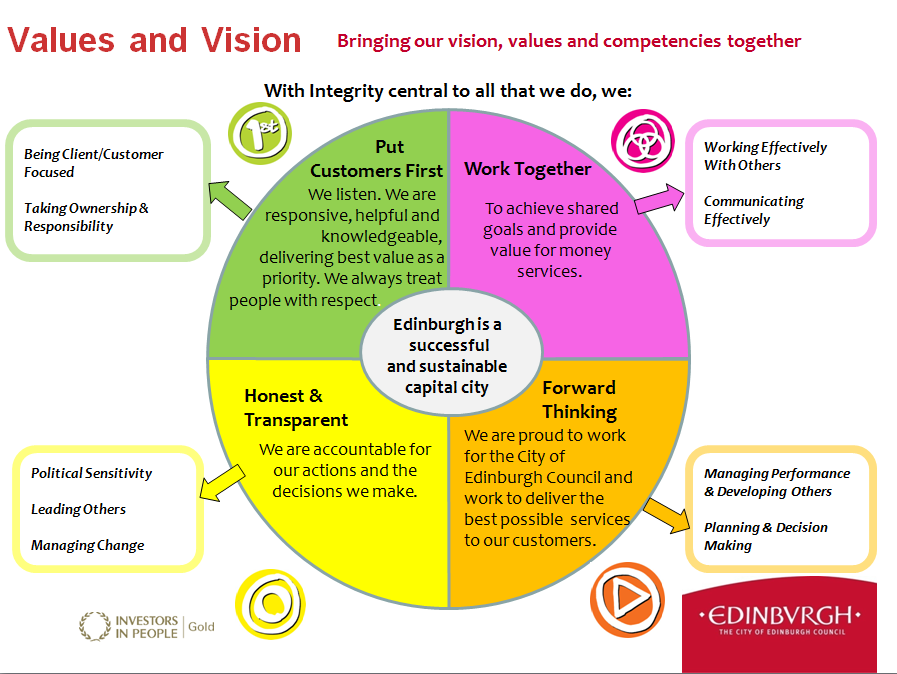 Values and Vision
Bringing our vision, values and competencies together
With Integrity central to all that we do, we:
Being Client/Customer
Focused
Taking Ownership &
Responsibility
1st
Put
Customers First
We listen. We are
responsive, helpful and
knowledgeable,
delivering best value as a
priority. We always treat
people with respect.
Work Together
To achieve shared
goals and provide
value for money
services.
Working Effectively
With Others
Communicating
Effectively
Edinburgh is a
successful
and sustainable
capital city
Honest &
Transparent
We are accountable for
our actions and the
decisions we make.
Forward
Thinking
We are proud to work
for the City of
Edinburgh Council and
work to deliver the
best possible services
to our customers.
Political Sensitivity
Leading Others
Managing Change
Managing Performance
& Developing Others
Planning & Decision
Making
INVESTORS
IN PEOPLE | Gold
·EDINBVRGH·
THE CITY OF EDINBURGH COUNCIL